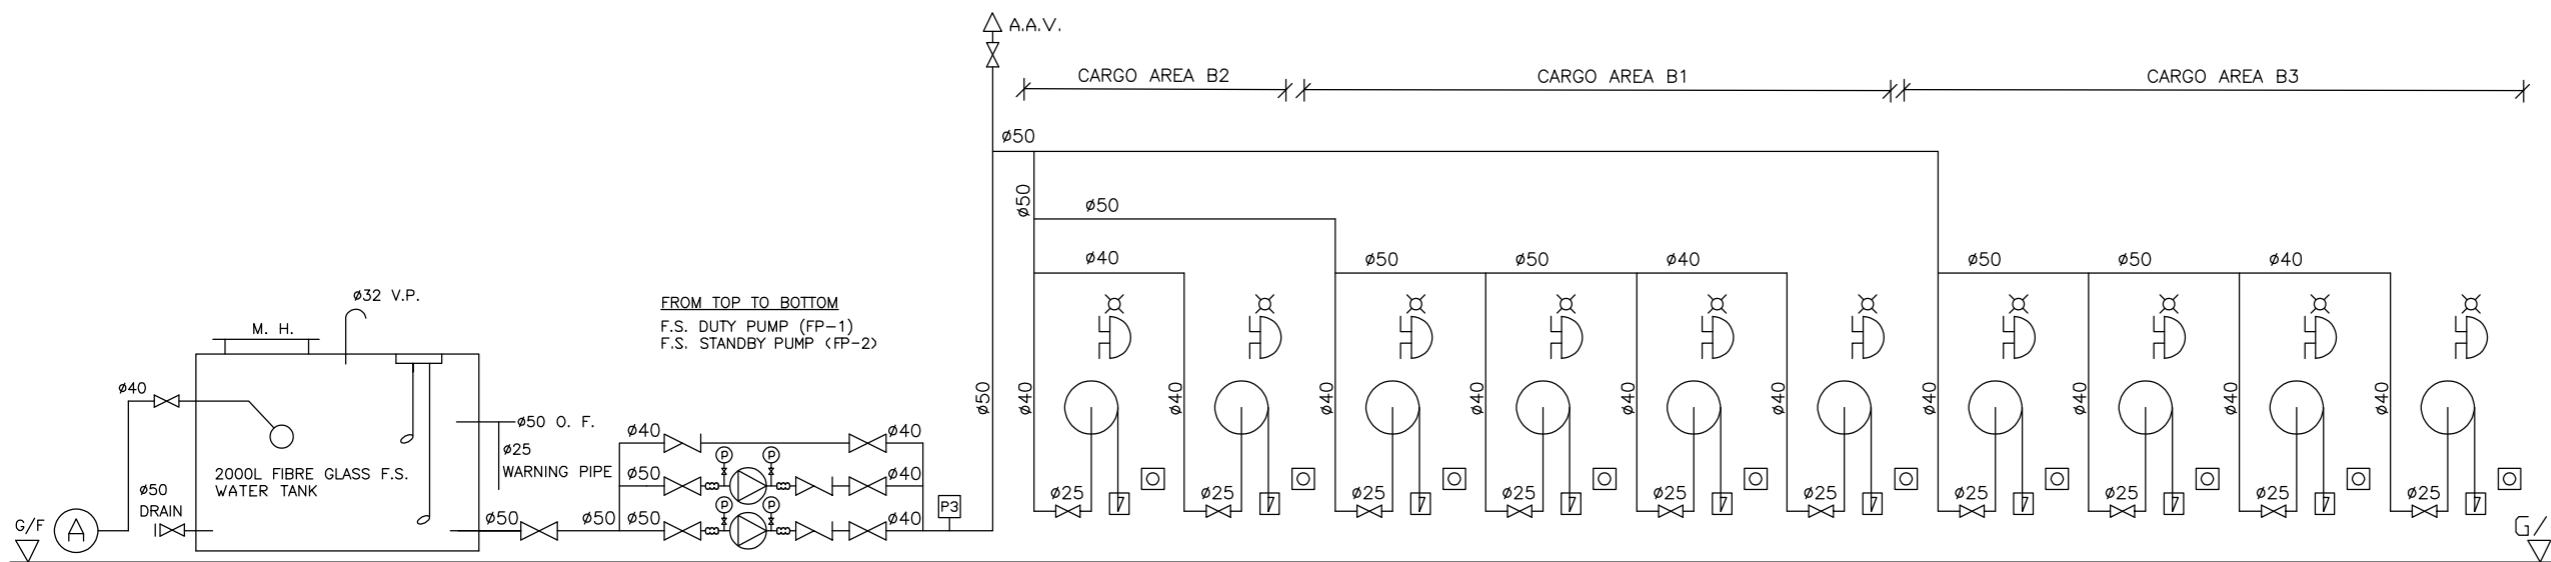 A.A.V.
CARGO AREA B2
CARGO AREA B1
CARGO AREA B3
ø50
ø50
ø50
ø40
ø50
ø50
ø40
ø50
ø50
ø40
ø32 V.P.
M. H.
FROM TOP TO BOTTOM
F.S. DUTY PUMP (FP-1)
F.S. STANDBY PUMP (FP-2)
ø40
ø50
ø40
ø40
ø40
ø40
ø40
ø40
ø40
ø40
ø40
ø40
ø50 O. F.
ø25
WARNING PIPE
ø40
ø40
2000L FIBRE GLASS F.S.
WATER TANK
P
P
ø50
ø40
ø50
DRAIN
P
P
ø25
ø25
ø25
ø25
ø25
ø25
ø25
ø25
ø25
ø25
G/F
A
ø50
ø50
ø50
ø40
P3
G/